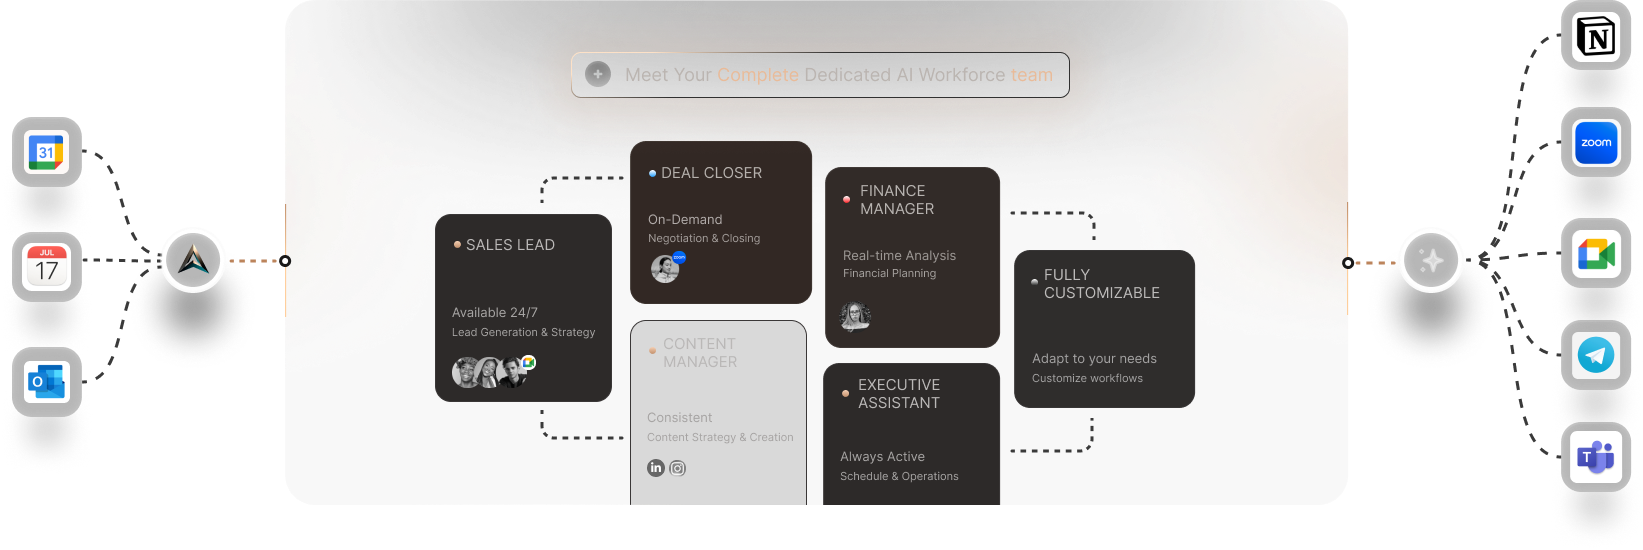 Meet Your Complete Dedicated AI Workforce team
31
JUL
17
O
SALES LEAD
Available 24/7
Lead Generation & Strategy
DEAL CLOSER
On-Demand
Negotiation & Closing
zoom
CONTENT
MANAGER
Consistent
Content Strategy & Creation
in
FINANCE
MANAGER
Real-time Analysis
Financial Planning
EXECUTIVE
ASSISTANT
Always Active
Schedule & Operations
FULLY
CUSTOMIZABLE
Adapt to your needs
Customize workflows
N
zoom
T